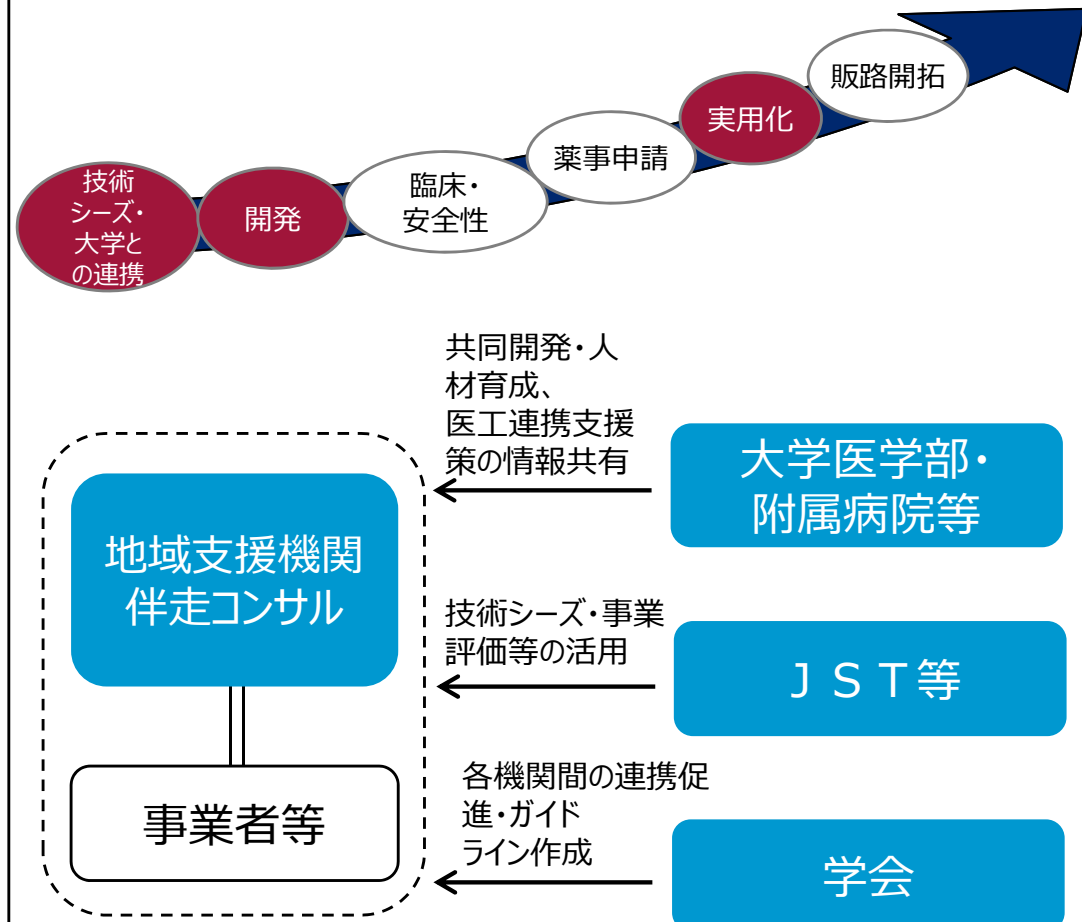 販路開拓
実用化
薬事申請
臨床・
安全性
開発
技術
シーズ・
大学と
の連携
共同開発・人
材育成、
医工連携支援
策の情報共有
大学医学部・
附属病院等
地域支援機関
伴走コンサル
技術シーズ・事業
評価等の活用
ＪＳＴ等
事業者等
各機関間の連携促
進・ガイド
ライン作成
学会